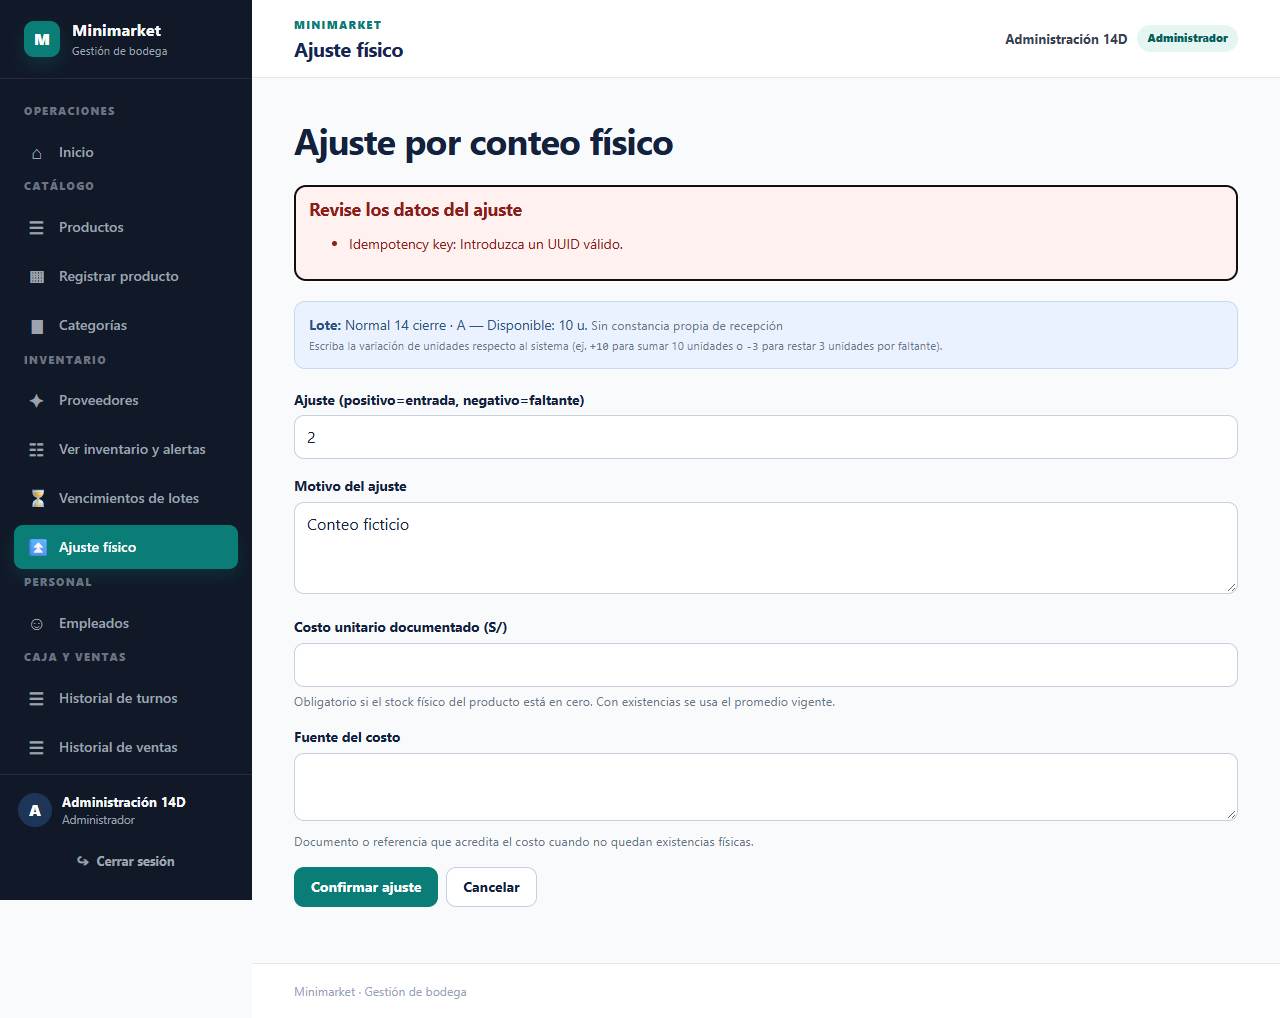 M
Minimarket
Gestión de bodega
OPERACIONES
Inicio
CATÁLOGO
Productos
Registrar producto
Categorías
INVENTARIO
Proveedores
Ver inventario y alertas
Vencimientos de lotes
Ajuste físico
PERSONAL
Empleados
CAJA Y VENTAS
Historial de turnos
Historial de ventas
A
Administración 14D
Administrador
Cerrar sesión
MINIMARKET
Ajuste físico
Administración 14D
Administrador
Ajuste por conteo físico
Revise los datos del ajuste
• Idempotency key: Introduzca un UUID válido.
Lote: Normal 14 cierre · A — Disponible: 10 u. Sin constancia propia de recepción
Escriba la variación de unidades respecto al sistema (ej. +10 para sumar 10 unidades o -3 para restar 3 unidades por faltante).
Ajuste (positivo=entrada, negativo=faltante)
2
Motivo del ajuste
Conteo ficticio
Costo unitario documentado (S/)
Obligatorio si el stock físico del producto está en cero. Con existencias se usa el promedio vigente.
Fuente del costo
Documento o referencia que acredita el costo cuando no quedan existencias físicas.
Confirmar ajuste
Cancelar
Minimarket · Gestión de bodega